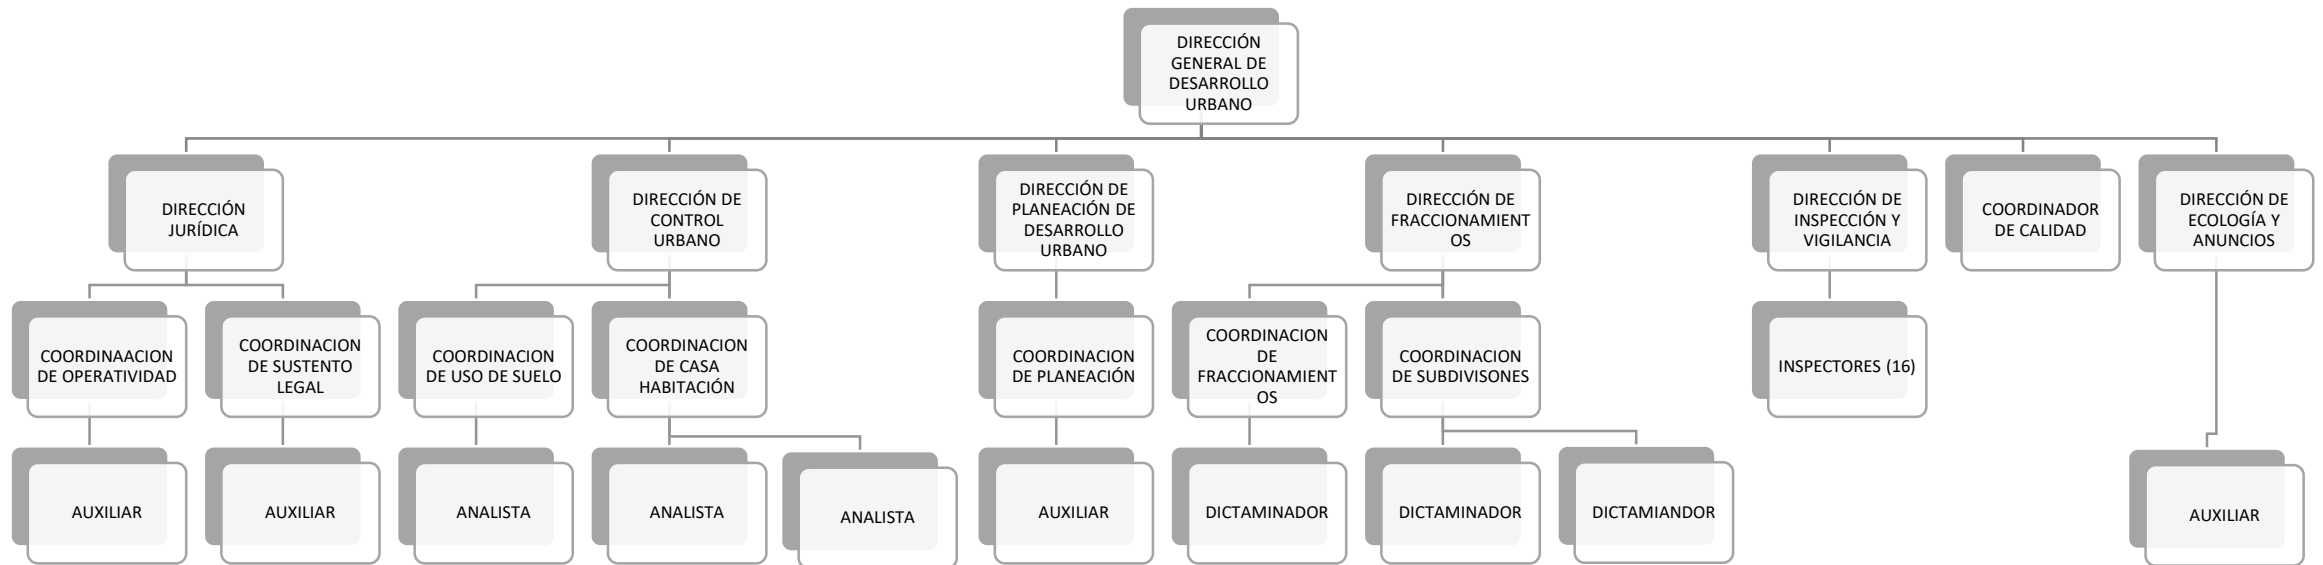 DIRECCIÓN
GENERAL DE
DESARROLLO
URBANO
DIRECCIÓN
JURÍDICA
DIRECCIÓN DE
CONTROL
URBANO
DIRECCIÓN DE
PLANEACIÓN DE
DESARROLLO
URBANO
DIRECCIÓN DE
FRACCIONAMIENT
OS
DIRECCIÓN DE
INSPECCIÓN Y
VIGILANCIA
COORDINADOR
DE CALIDAD
DIRECCIÓN DE
ECOLOGÍA Y
ANUNCIOS
COORDINAACION
DE OPERATIVIDAD
COORDINACION
DE SUSTENTO
LEGAL
COORDINACION
DE USO DE SUELO
COORDINACION
DE CASA
HABITACIÓN
COORDINACION
DE PLANEACIÓN
COORDINACION
DE
FRACCIONAMIENT
OS
COORDINACION
DE SUBDIVISONES
INSPECTORES (16)
AUXILIAR
AUXILIAR
ANALISTA
ANALISTA
ANALISTA
AUXILIAR
DICTAMINADOR
DICTAMINADOR
DICTAMIANDOR
AUXILIAR